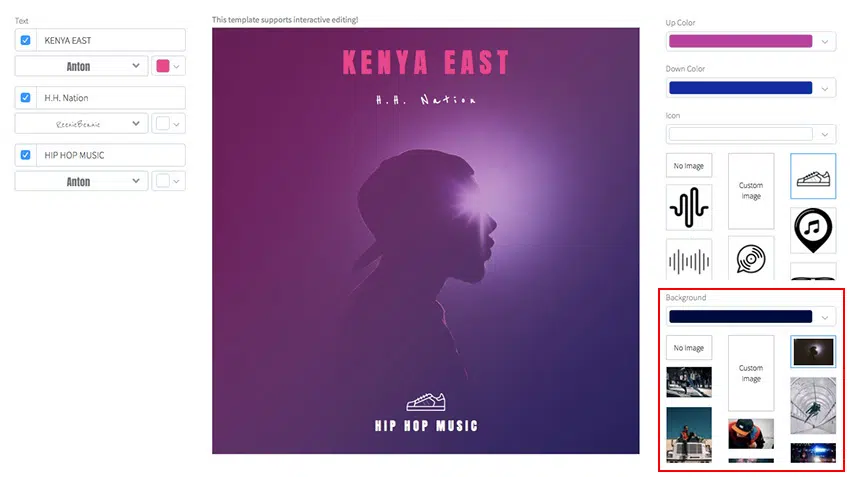 Text
KENYA EAST
Anton
H.H. Nation
ReenieBeanie
HIP HOP MUSIC
Anton
This template supports interactive editing!
KENYA EAST
H.H. Nation
HIP HOP MUSIC
Up Color
Down Color
Icon
No Image
Custom
image
Background
No Image
Custom
image